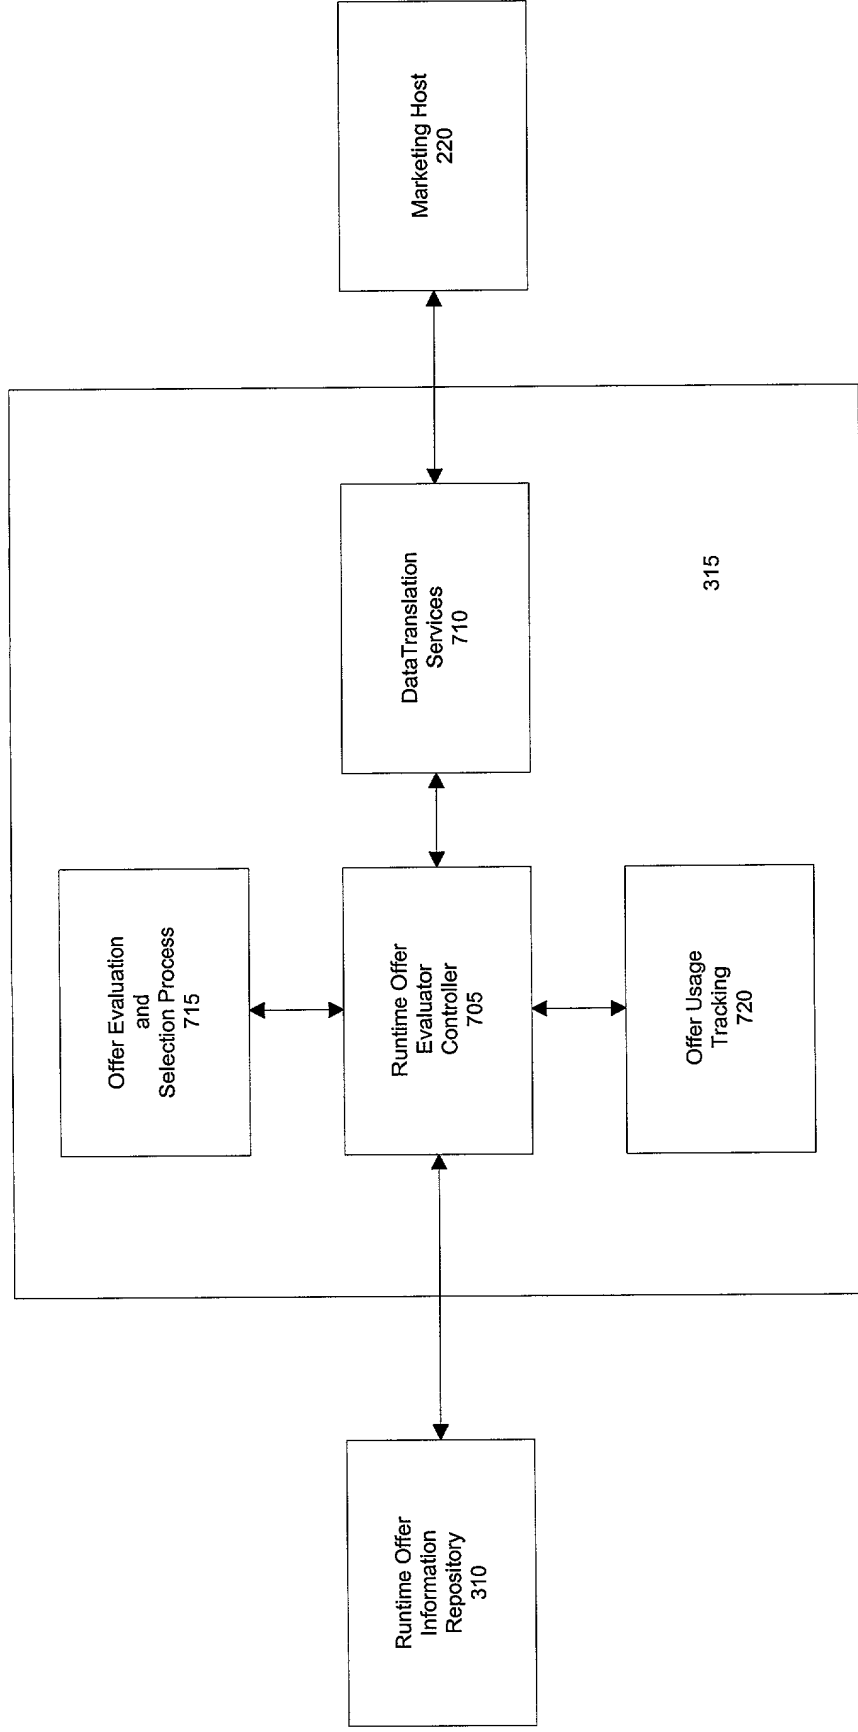 Runtime Offer
Information
Repository
310
Offer Evaluation
and
Selection Process
715
Runtime Offer
Evaluator
Controller
705
Offer Usage
Tracking
720
DataTranslation
Services
710
315
Marketing Host
220